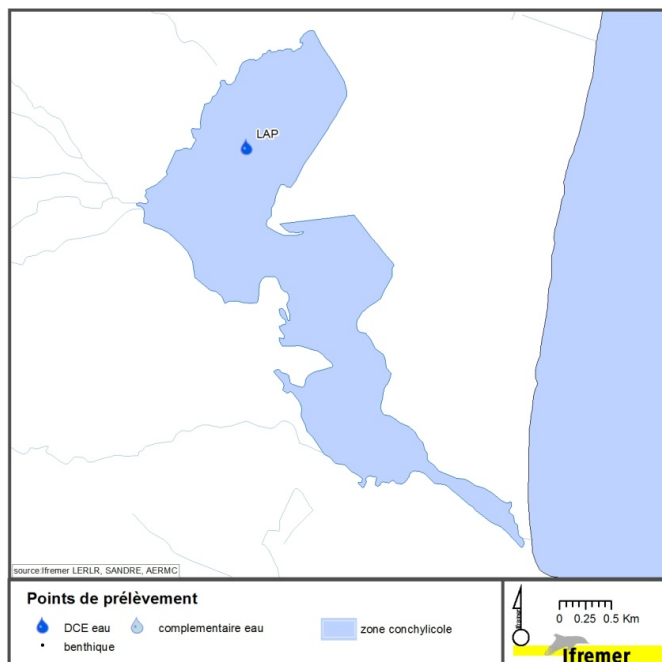 LAP
source:Ifremer LERLR, SANDRE, AERMC
Points de prélèvement
DCE eau
complementaire eau
zone conchylicole
benthique
0 0.25 0.5 Km
Ifremer